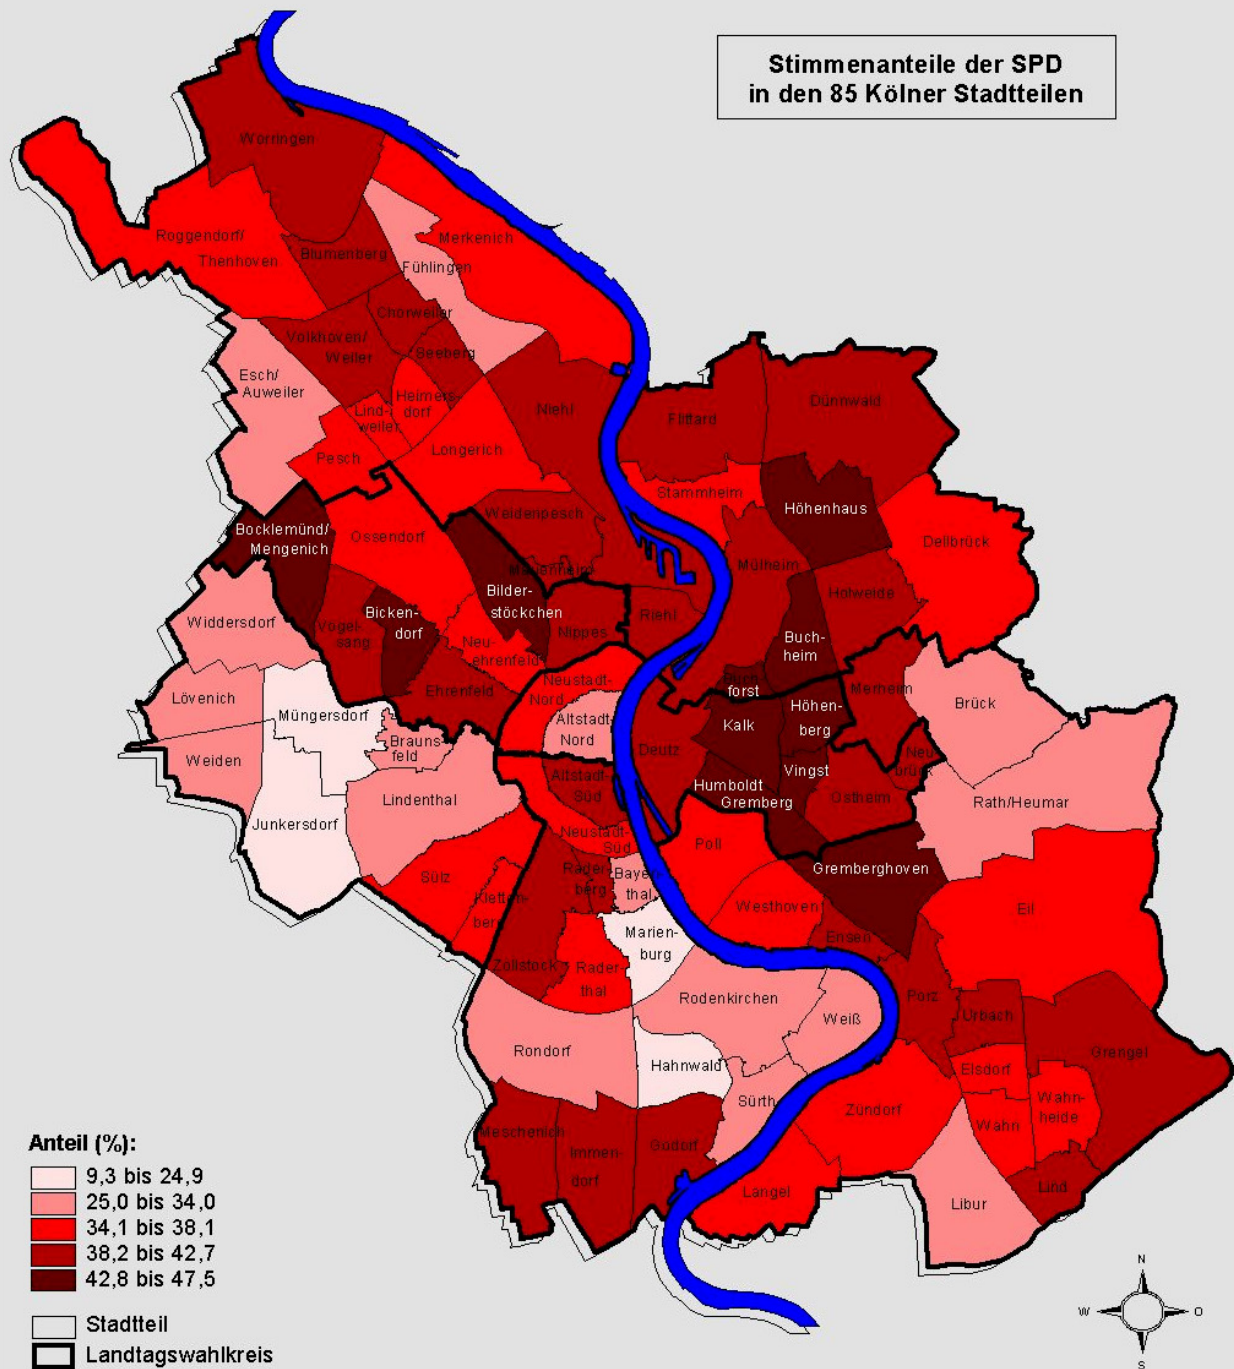 Stimmenanteile der SPD
in den 85 Kölner Stadtteilen
Worringen
Roggendorf/
Thenhoven
Blumenberg
Merkenich
Fühlingen
Chorweiler
Volkhoven/
Weiler
Seeberg
Esch/
Auweiler
Heimers-
dorf
Lind-
weiler
Pesch
Longerich
Niehl
Flittard
Dünnwald
Stammheim
Höhenhaus
Dellbrück
Bocklemünd/
Mengenich
Ossendorf
Weidenpesch
Mauenheim
Mülheim
Holweide
Bilder-
stöckchen
Widdersdorf
Vogel-
sang
Bicken-
dorf
Neu-
ehrenfeld
Nippes
Riehl
Buch-
heim
Lövenich
Müngersdorf
Ehrenfeld
Neustadt-
Nord
Altstadt-
Nord
Buch
forst
Höhen-
berg
Merheim
Brück
Weiden
Brauns-
feld
Deutz
Kalk
Vingst
Neu-
brück
Junkersdorf
Lindenthal
Altstadt-
Süd
Humboldt
Gremberg
Ostheim
Rath/Heumar
Neustadt-
Süd
Poll
Gremberghoven
Sülz
Kletten-
berg
Rader-
berg
Bayen-
thal
Westhoven
Eil
Zollstock
Rader-
thal
Marien-
burg
Ensen
Rodenkirchen
Weiß
Porz
Urbach
Grengel
Rondorf
Hahnwald
Sürth
Elsdorf
Wahn-
heide
Zündorf
Wahn
Meschenich
Immen-
dorf
Godorf
Langel
Libur
Lind
Anteil (%):
9,3 bis 24,9
25,0 bis 34,0
34,1 bis 38,1
38,2 bis 42,7
42,8 bis 47,5
Stadtteil
Landtagswahlkreis
N
W
O
S